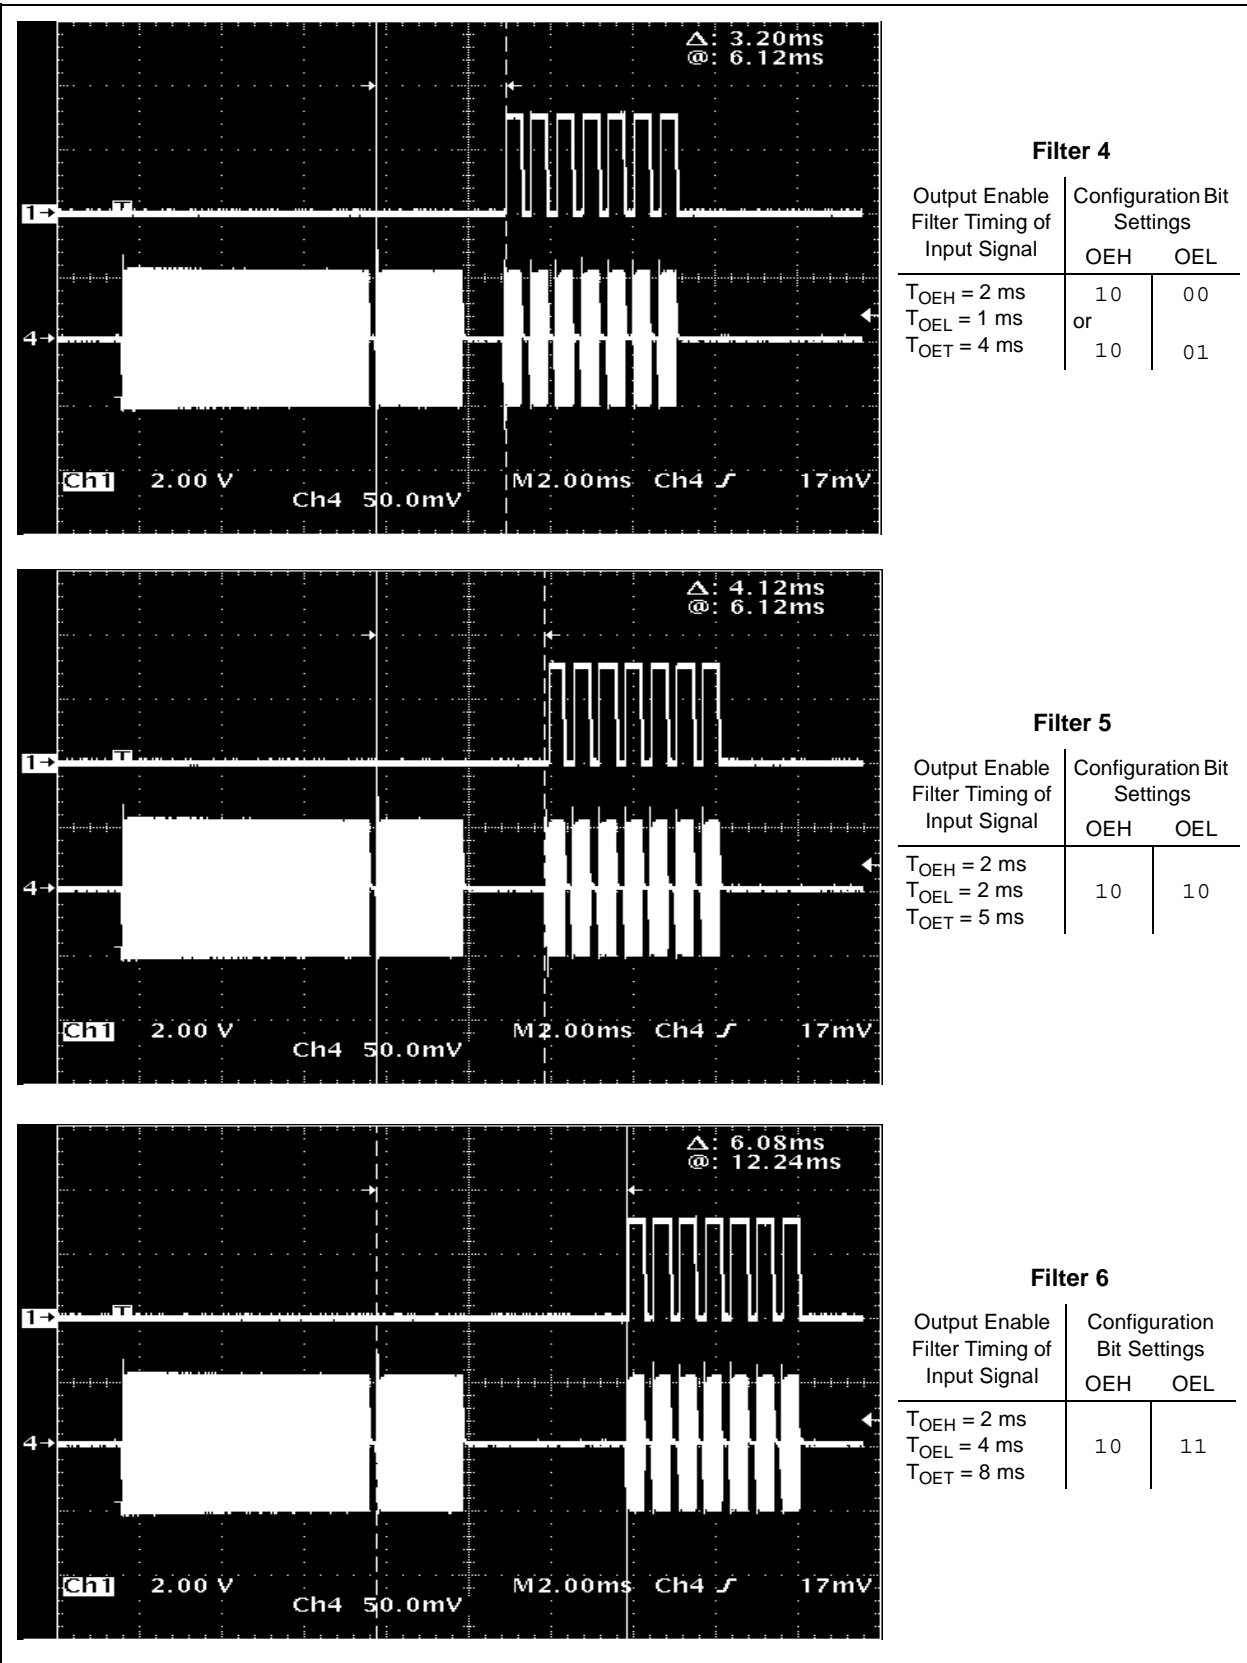 Δ: 3.20ms
@: 6.12ms
1→
T
4→
Ch1 2.00 V
Ch4 50.0mV
M2.00ms Ch4 17mV
Filter 4
Output Enable
Filter Timing of
Input Signal
Configuration Bit
Settings
OEH OEL
TOEH = 2 ms
TOEL = 1 ms
TOET = 4 ms
10 00
or
10 01
Δ: 4.12ms
@: 6.12ms
1→
T
4→
Ch1 2.00 V
Ch4 50.0mV
M2.00ms Ch4 17mV
Filter 5
Output Enable
Filter Timing of
Input Signal
Configuration Bit
Settings
OEH OEL
TOEH = 2 ms
TOEL = 2 ms
TOET = 5 ms
10 10
Δ: 6.08ms
@: 12.24ms
1→
T
4→
Ch1 2.00 V
Ch4 50.0mV
M2.00ms Ch4 17mV
Filter 6
Output Enable
Filter Timing of
Input Signal
Configuration
Bit Settings
OEH OEL
TOEH = 2 ms
TOEL = 4 ms
TOET = 8 ms
10 11